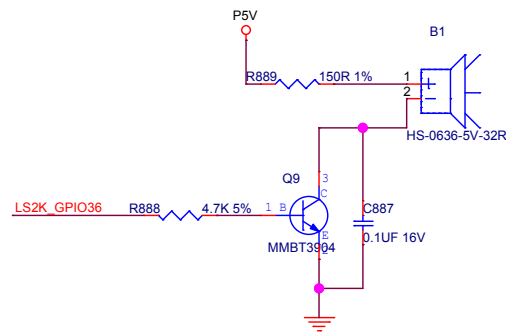 P5V
B1
R889 150R 1%
1
2
HS-0636-5V-32R
Q9
3
C
LS2K_GPIO36
R888 4.7K 5%
1 B
C887
0.1UF 16V
MMBT3904
E
2